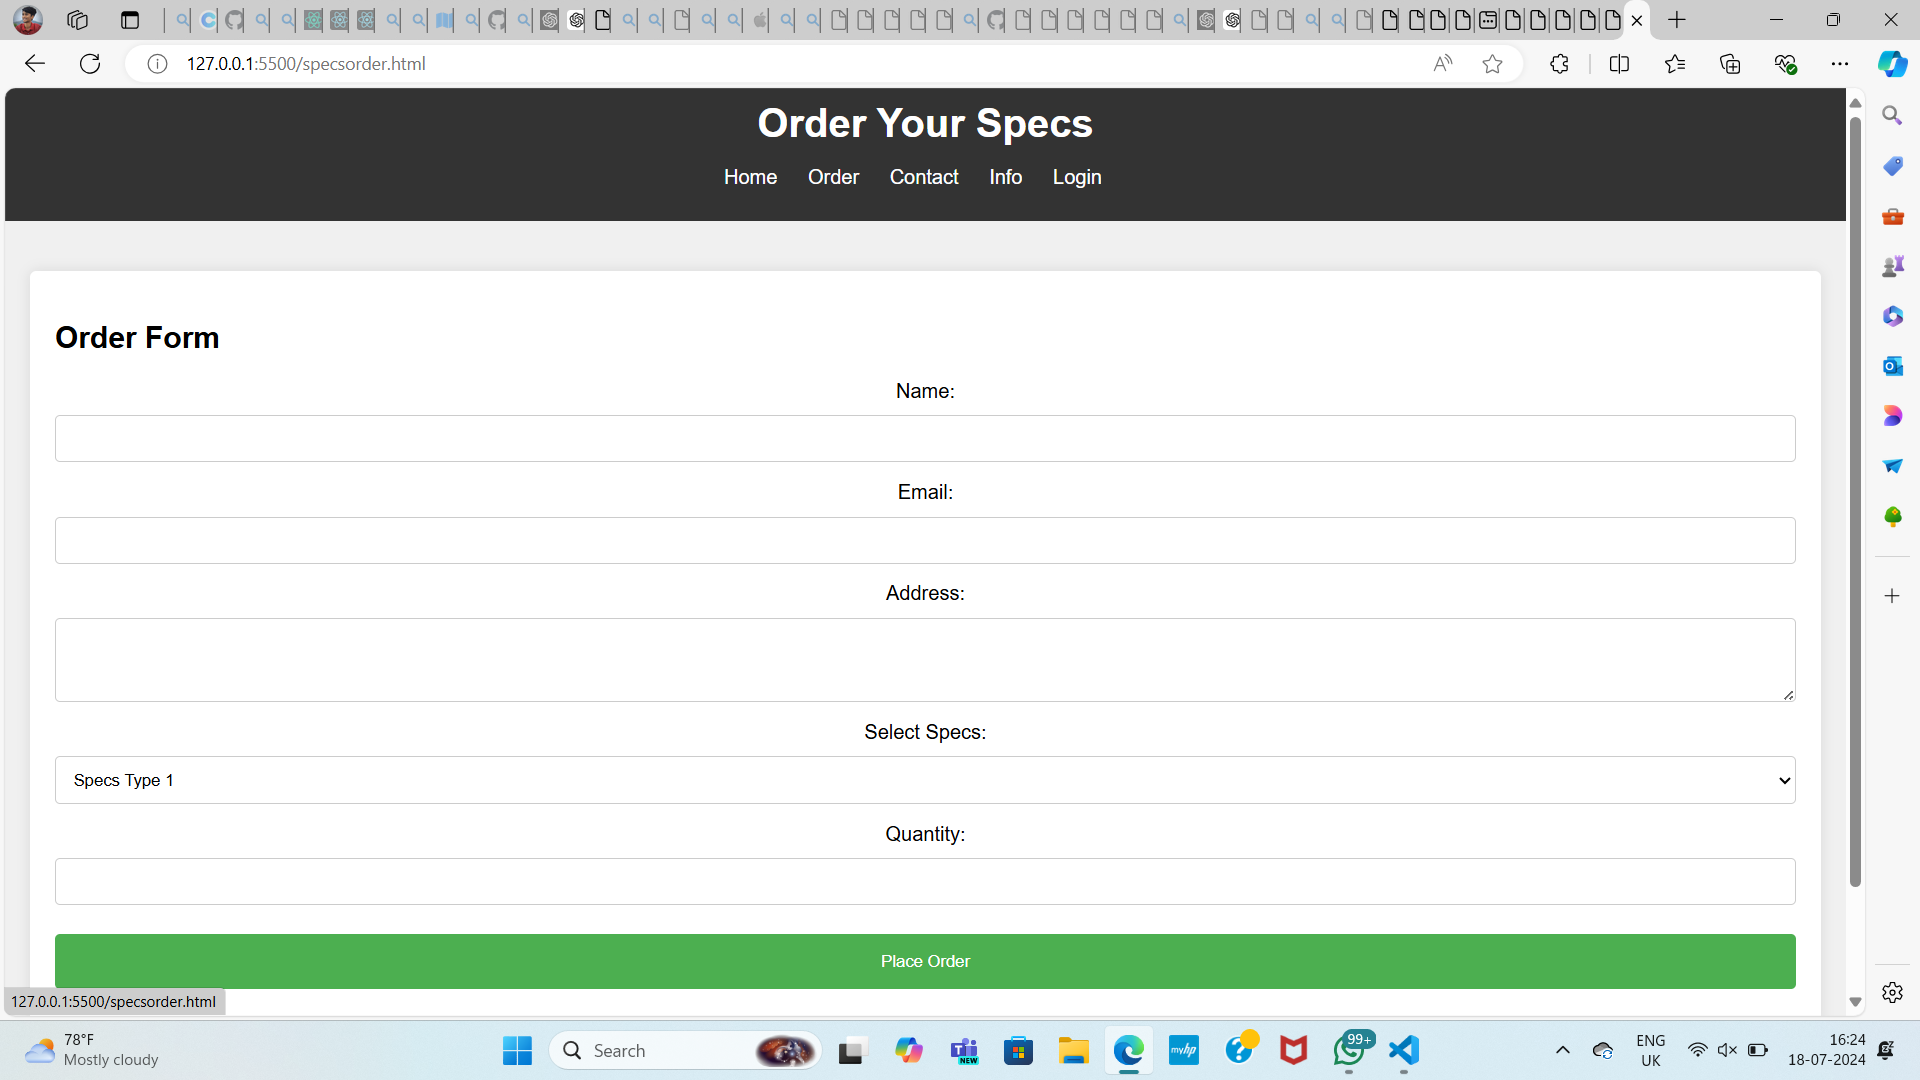 127.0.0.1:5500/specsorder.html
Order Your Specs
Home Order Contact Info Login
Order Form
Name:
Email:
Address:
Select Specs:
Specs Type 1
Quantity:
Place Order
127.0.0.1:5500/specsorder.html
78°F
Mostly cloudy
Search
NEW
myhp
99+
ENG
UK
16:24
18-07-2024